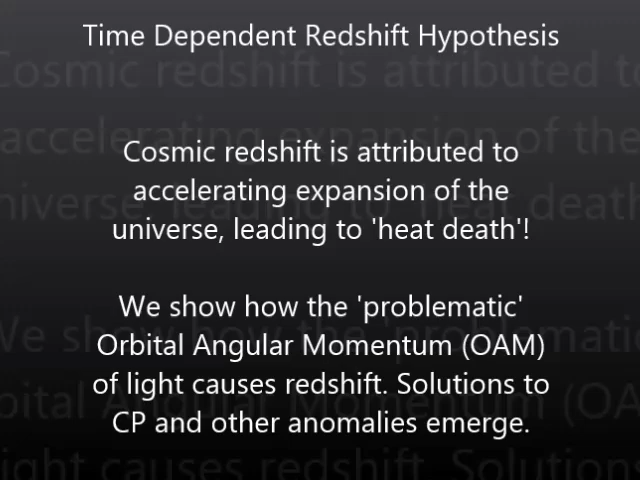 Time Dependent Redshift Hypothesis
Cosmic redshift is attributed to
accelerating expansion of the
universe, leading to 'heat death'!
We show how the 'problematic'
Orbital Angular Momentum (OAM)
of light causes redshift. Solutions to
CP and other anomalies emerge.